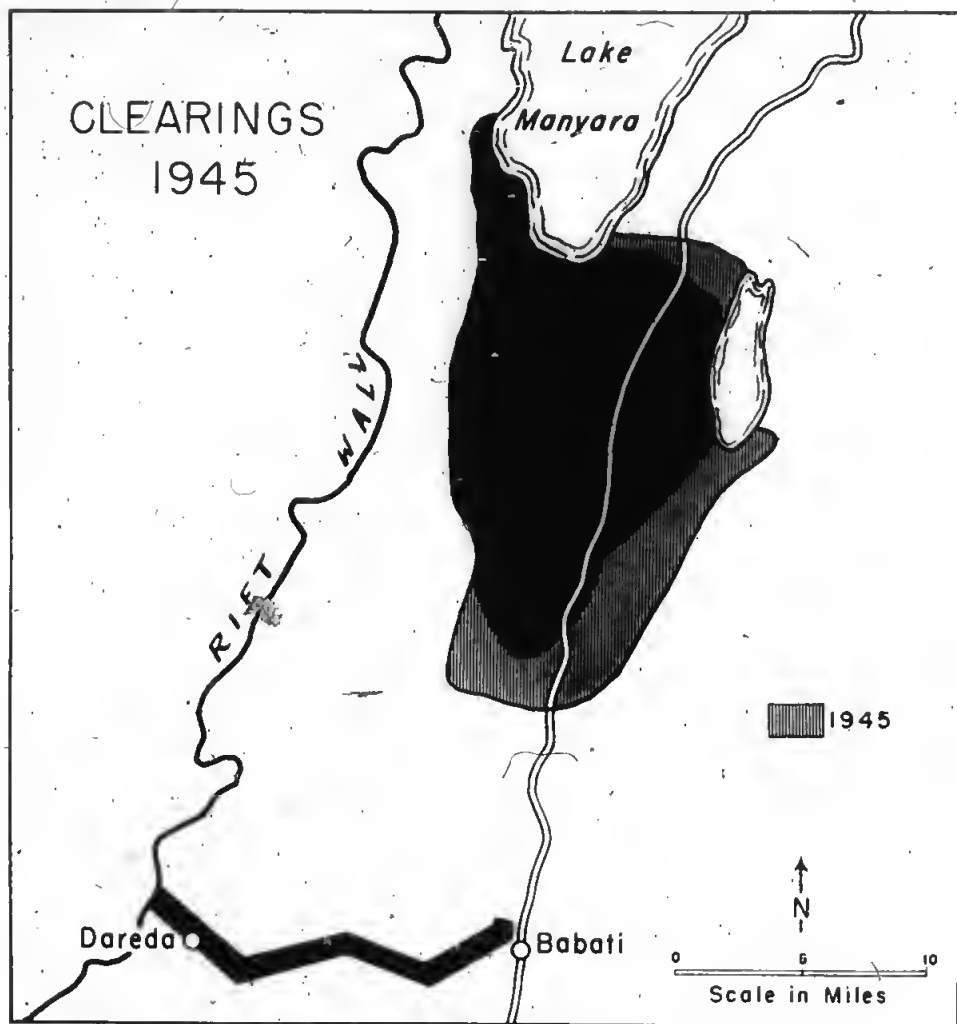 CLEARINGS
1945
Lake
Manyara
RIFT WALL
1945
N
Dareda
Babati
0 5 10
Scale in Miles